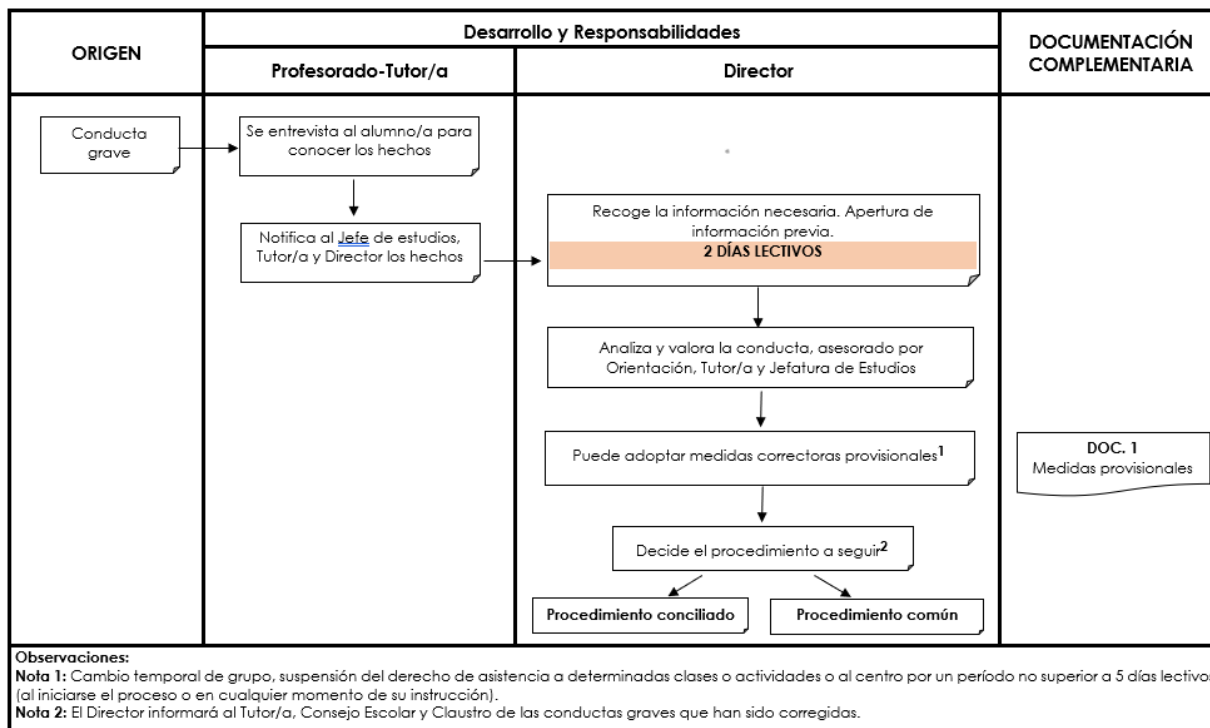 ORIGEN
Desarrollo y Responsabilidades
DOCUMENTACIÓN
COMPLEMENTARIA
Profesorado-Tutor/a
Director
Conducta
grave
Se entrevista al alumno/a para
conocer los hechos
Notifica al Jefe de estudios,
Tutor/a y Director los hechos
Recoge la información necesaria. Apertura de
información previa.
2 DÍAS LECTIVOS
Analiza y valora la conducta, asesorado por
Orientación, Tutor/a y Jefatura de Estudios
Puede adoptar medidas correctoras provisionales1
DOC. 1
Medidas provisionales
Decide el procedimiento a seguir2
Procedimiento conciliado
Procedimiento común
Observaciones:
Nota 1: Cambio temporal de grupo, suspensión del derecho de asistencia a determinadas clases o actividades o al centro por un período no superior a 5 días lectivos
(al iniciarse el proceso o en cualquier momento de su instrucción).
Nota 2: El Director informará al Tutor/a, Consejo Escolar y Claustro de las conductas graves que han sido corregidas.